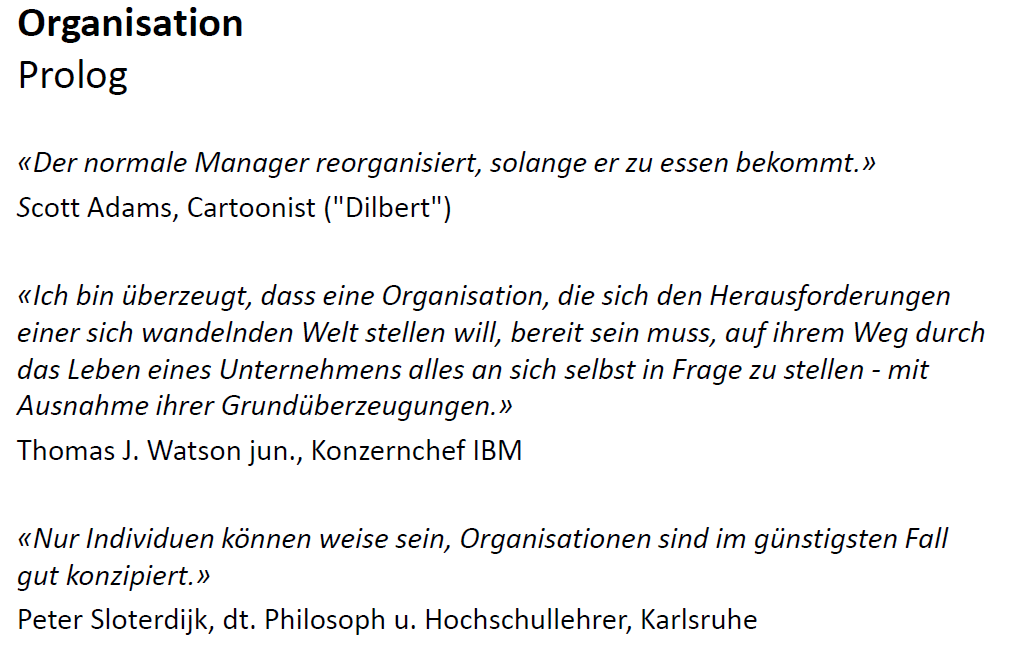 Organisation
Prolog
«Der normale Manager reorganisiert, solange er zu essen bekommt.»
Scott Adams, Cartoonist ("Dilbert")
«Ich bin überzeugt, dass eine Organisation, die sich den Herausforderungen
einer sich wandelnden Welt stellen will, bereit sein muss, auf ihrem Weg durch
das Leben eines Unternehmens alles an sich selbst in Frage zu stellen - mit
Ausnahme ihrer Grundüberzeugungen.»
Thomas J. Watson jun., Konzernchef IBM
«Nur Individuen können weise sein, Organisationen sind im günstigsten Fall
gut konzipiert.»
Peter Sloterdijk, dt. Philosoph u. Hochschullehrer, Karlsruhe